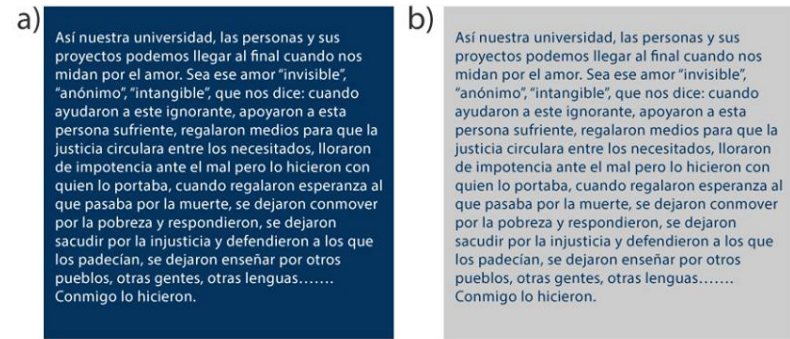 a)
Así nuestra universidad, las personas y sus
proyectos podemos llegar al final cuando nos
midan por el amor. Sea ese amor “invisible”,
“anónimo”, “intangible”, que nos dice: cuando
ayudaron a este ignorante, apoyaron a esta
persona sufriente, regalaron medios para que la
justicia circulara entre los necesitados, lloraron
de impotencia ante el mal pero lo hicieron con
quien lo portaba, cuando regalaron esperanza al
que pasaba por la muerte, se dejaron conmover
por la pobreza y respondieron, se dejaron
sacudir por la injusticia y defendieron a los que
los padecían, se dejaron enseñar por otros
pueblos, otras gentes, otras lenguas…….
Conmigo lo hicieron.
b)
Así nuestra universidad, las personas y sus
proyectos podemos llegar al final cuando nos
midan por el amor. Sea ese amor “invisible”,
“anónimo”, “intangible”, que nos dice: cuando
ayudaron a este ignorante, apoyaron a esta
persona sufriente, regalaron medios para que la
justicia circulara entre los necesitados, lloraron
de impotencia ante el mal pero lo hicieron con
quien lo portaba, cuando regalaron esperanza al
que pasaba por la muerte, se dejaron conmover
por la pobreza y respondieron, se dejaron
sacudir por la injusticia y defendieron a los que
los padecían, se dejaron enseñar por otros
pueblos, otras gentes, otras lenguas…….
Conmigo lo hicieron.